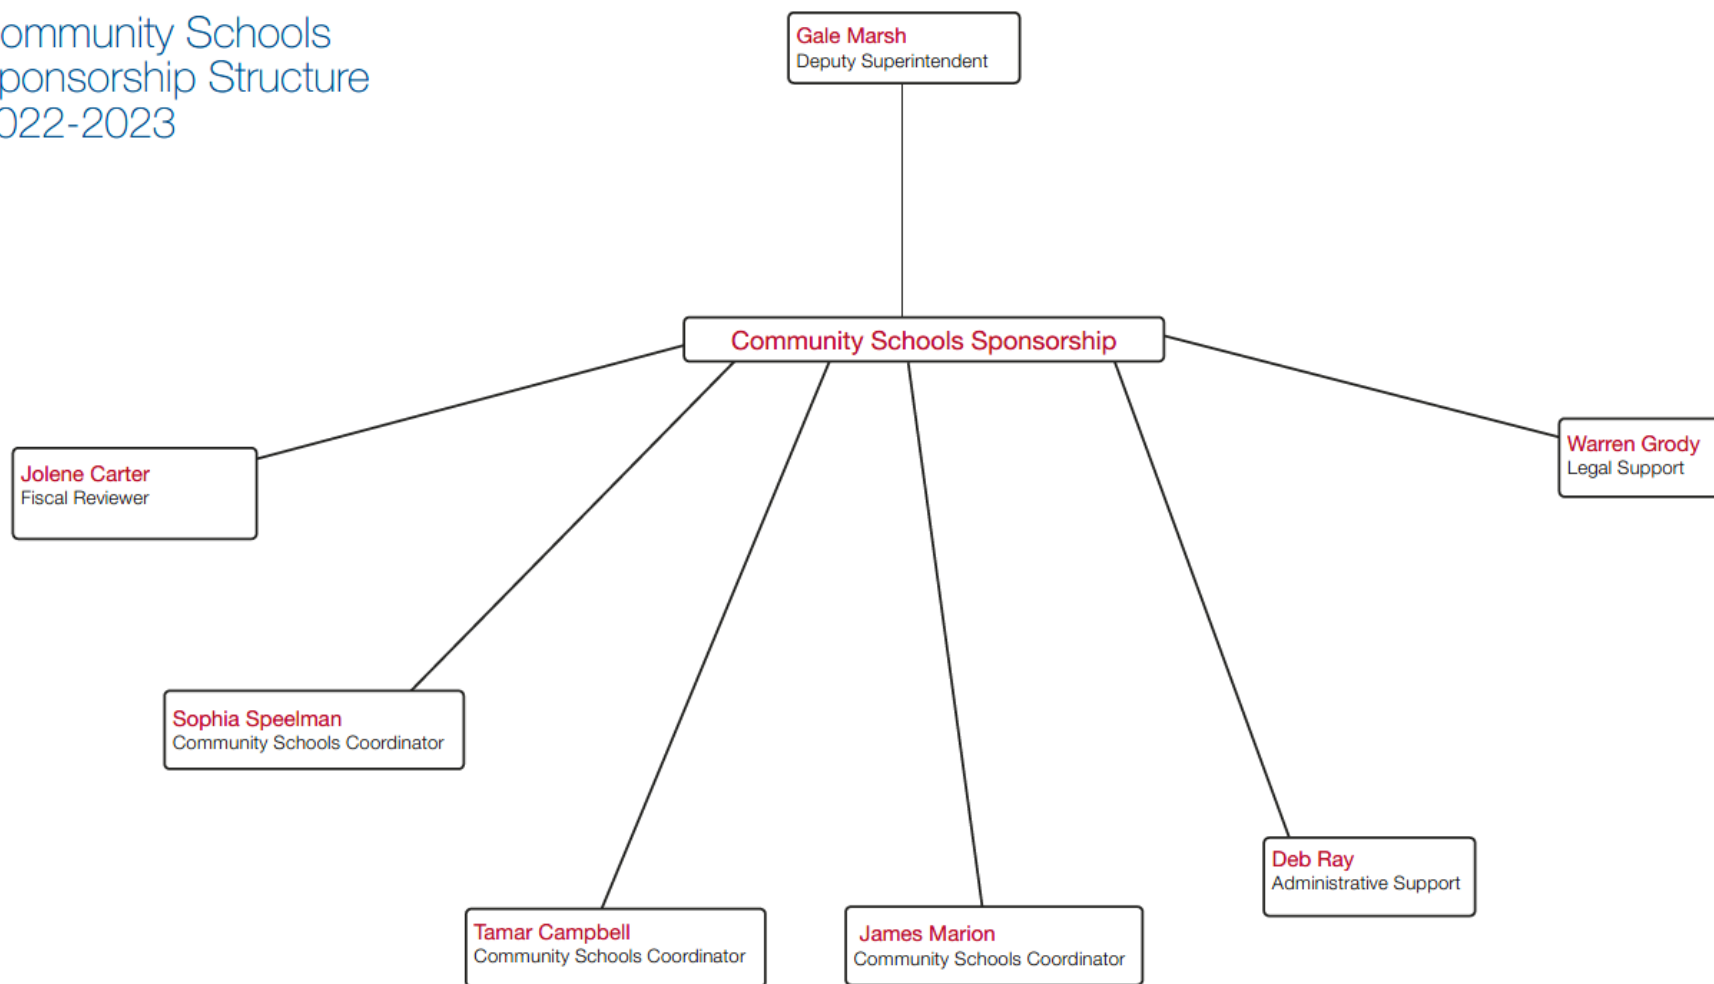 ommunity Schools
ponsorship Structure
022-2023
Gale Marsh
Deputy Superintendent
Community Schools Sponsorship
Warren Grody
Legal Support
Jolene Carter
Fiscal Reviewer
Sophia Speelman
Community Schools Coordinator
Deb Ray
Administrative Support
Tamar Campbell
Community Schools Coordinator
James Marion
Community Schools Coordinator